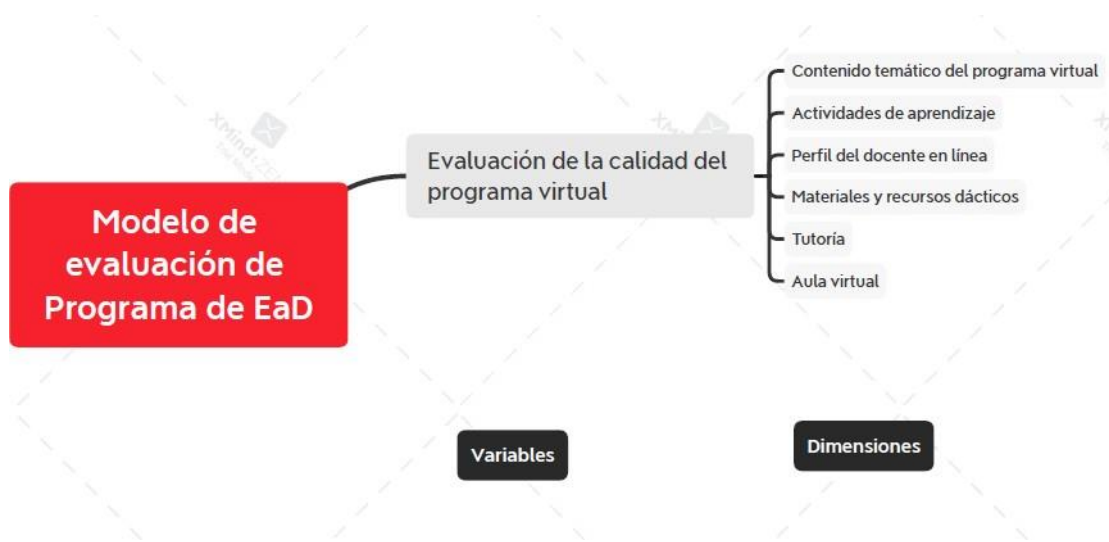 Modelo de
evaluación de
Programa de EaD
Evaluación de la calidad del
programa virtual
Contenido temático del programa virtual
Actividades de aprendizaje
Perfil del docente en línea
Materiales y recursos dácticos
Tutoría
Aula virtual
Variables
Dimensiones